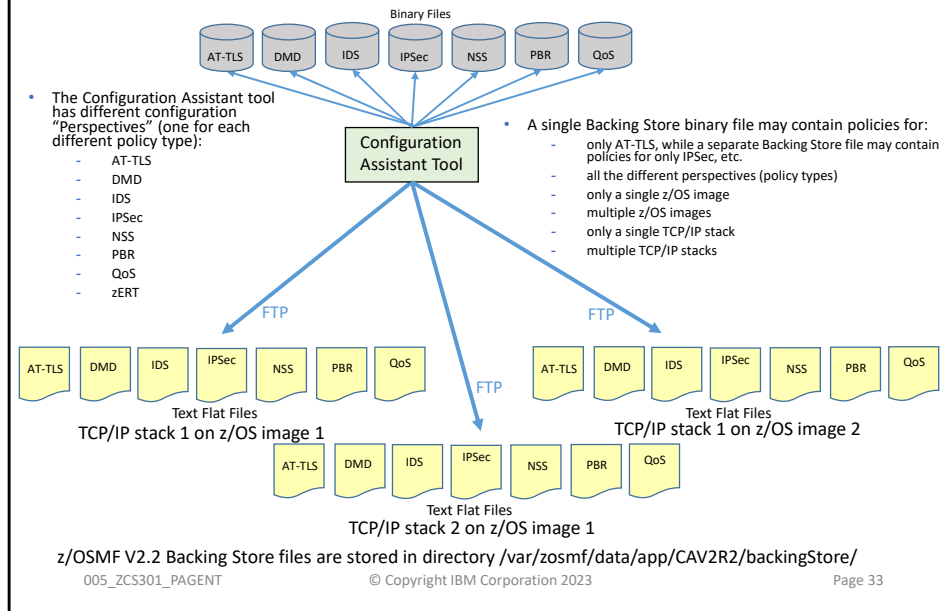 Binary Files
AT-TLS
DMD
IDS
IPSec
NSS
PBR
QoS
• The Configuration Assistant tool
has different configuration
“Perspectives” (one for each
different policy type):
- AT-TLS
- DMD
- IDS
- IPSec
- NSS
- PBR
- QoS
- zERT
Configuration
Assistant Tool
• A single Backing Store binary file may contain policies for:
- only AT-TLS, while a separate Backing Store file may contain
policies for only IPSec, etc.
- all the different perspectives (policy types)
- only a single z/OS image
- multiple z/OS images
- only a single TCP/IP stack
- multiple TCP/IP stacks
FTP
FTP
FTP
AT-TLS
DMD
IDS
IPSec
NSS
PBR
QoS
Text Flat Files
TCP/IP stack 1 on z/OS image 1
AT-TLS
DMD
IDS
IPSec
NSS
PBR
QoS
Text Flat Files
TCP/IP stack 1 on z/OS image 2
AT-TLS
DMD
IDS
IPSec
NSS
PBR
QoS
Text Flat Files
TCP/IP stack 2 on z/OS image 1
z/OSMF V2.2 Backing Store files are stored in directory /var/zosmf/data/app/CAV2R2/backingStore/
005_ZCS301_PAGENT
© Copyright IBM Corporation 2023
Page 33